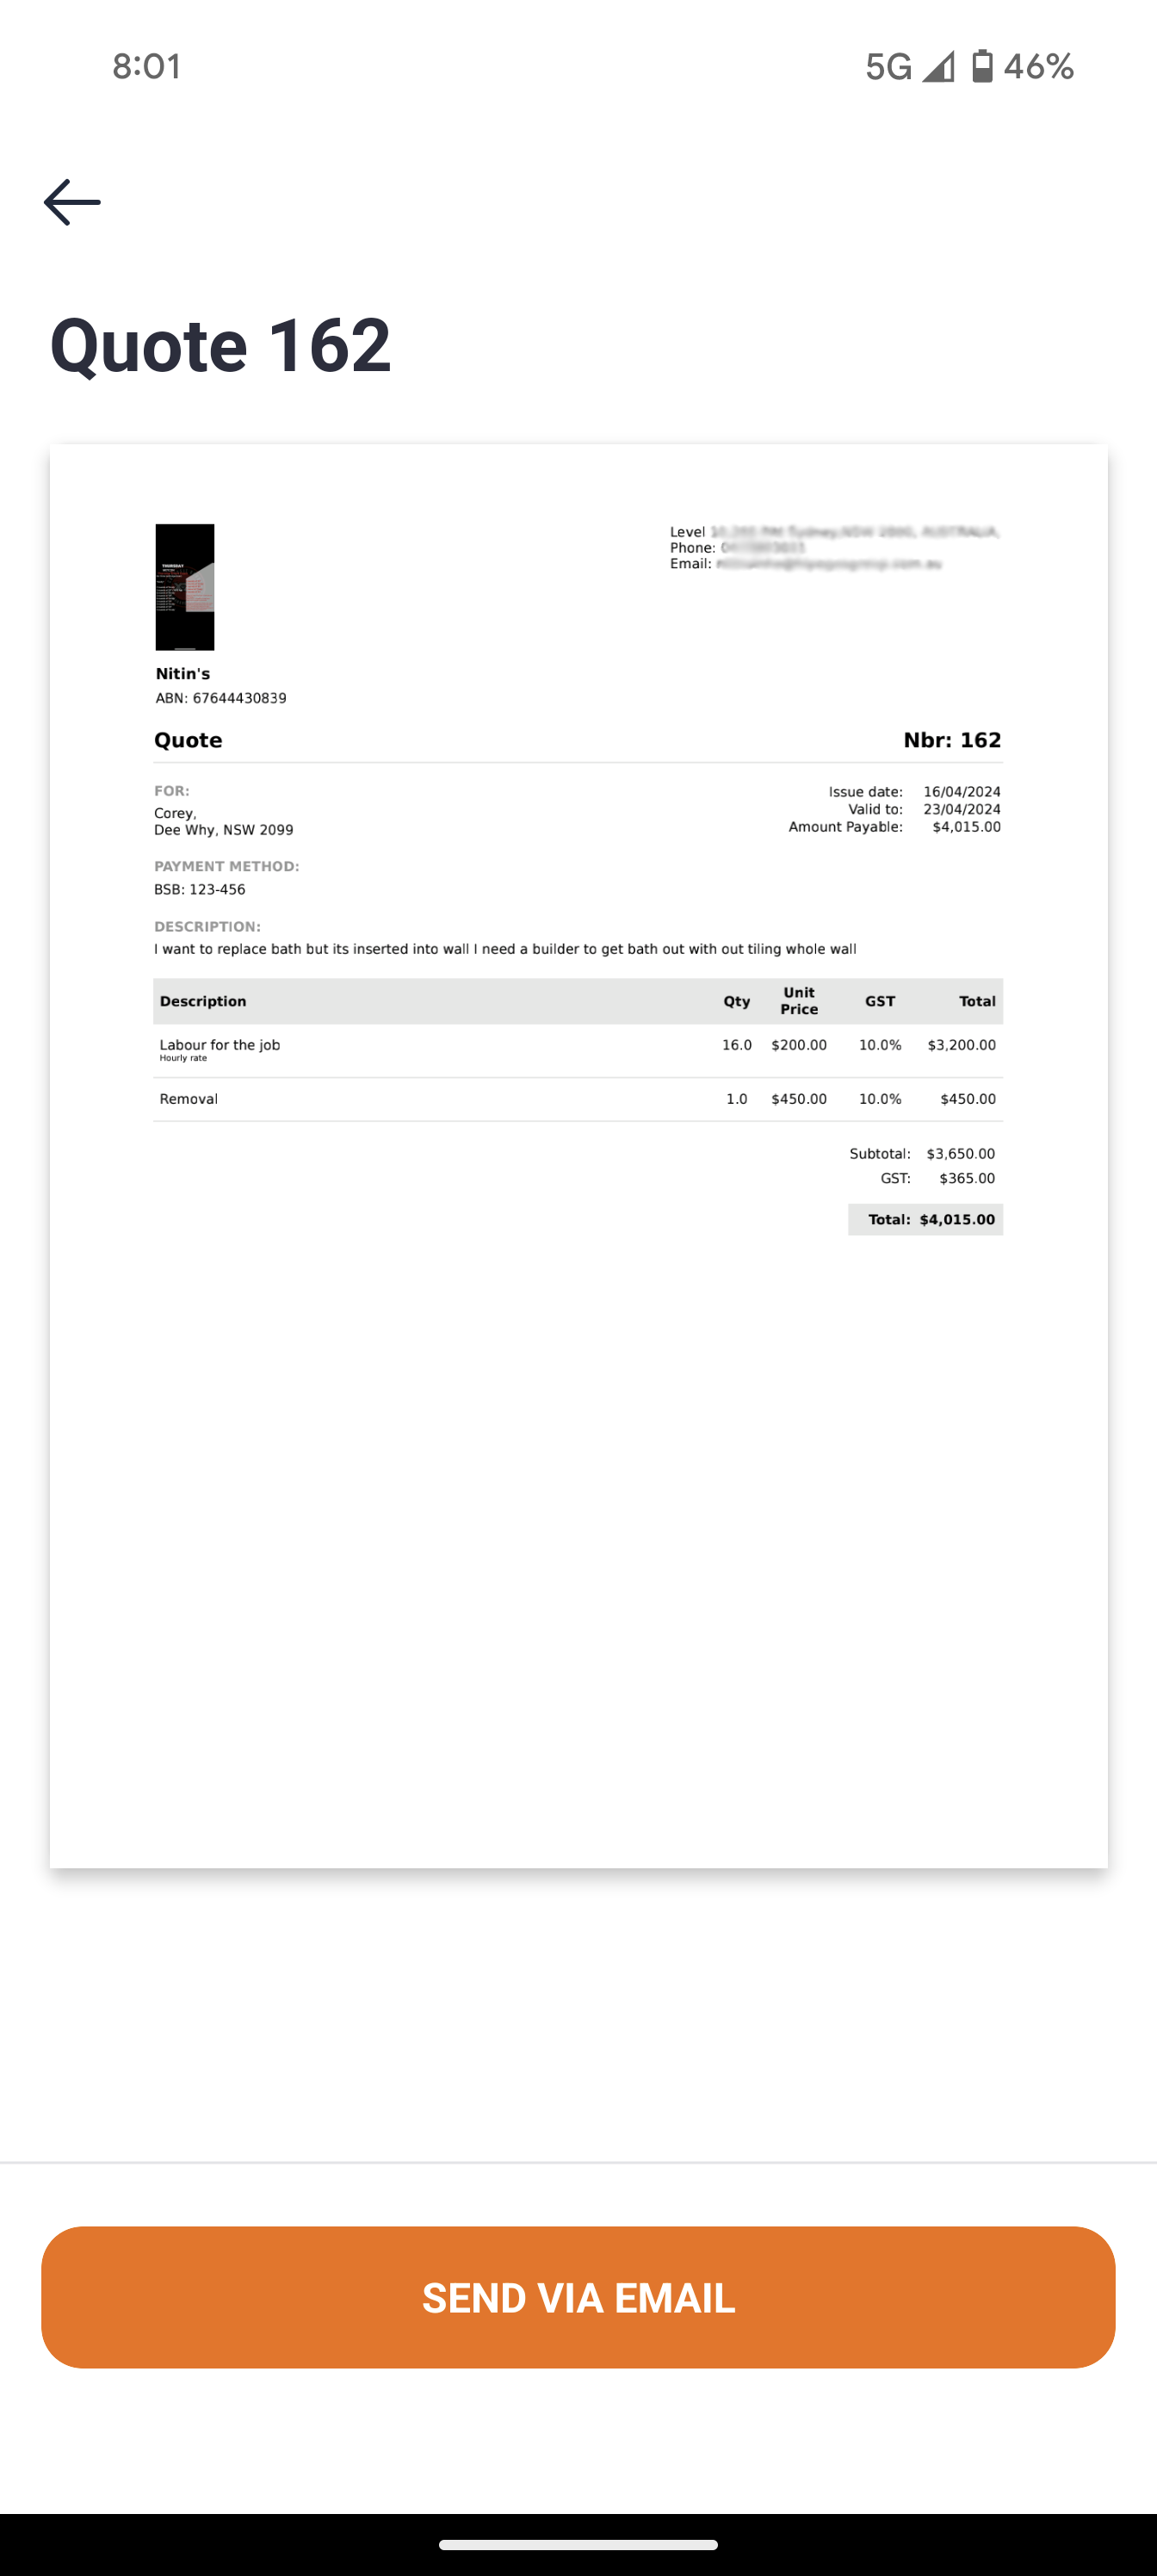 8:01
5G 46%
Quote 162
THURSDAY
Level
Phone:
Email:
Nitin's
ABN: 67644430839
Quote Nbr: 162
FOR:
Corey,
Dee Why, NSW 2099
Issue date: 16/04/2024
Valid to: 23/04/2024
Amount Payable: $4,015.00
PAYMENT METHOD:
BSB: 123-456
DESCRIPTION:
I want to replace bath but its inserted into wall I need a builder to get bath out with out tiling whole wall
Description Qty Unit Price GST Total
Labour for the job 16.0 $200.00 10.0% $3,200.00
Hourly rate
Removal 1.0 $450.00 10.0% $450.00
Subtotal: $3,650.00
GST: $365.00
Total: $4,015.00
SEND VIA EMAIL